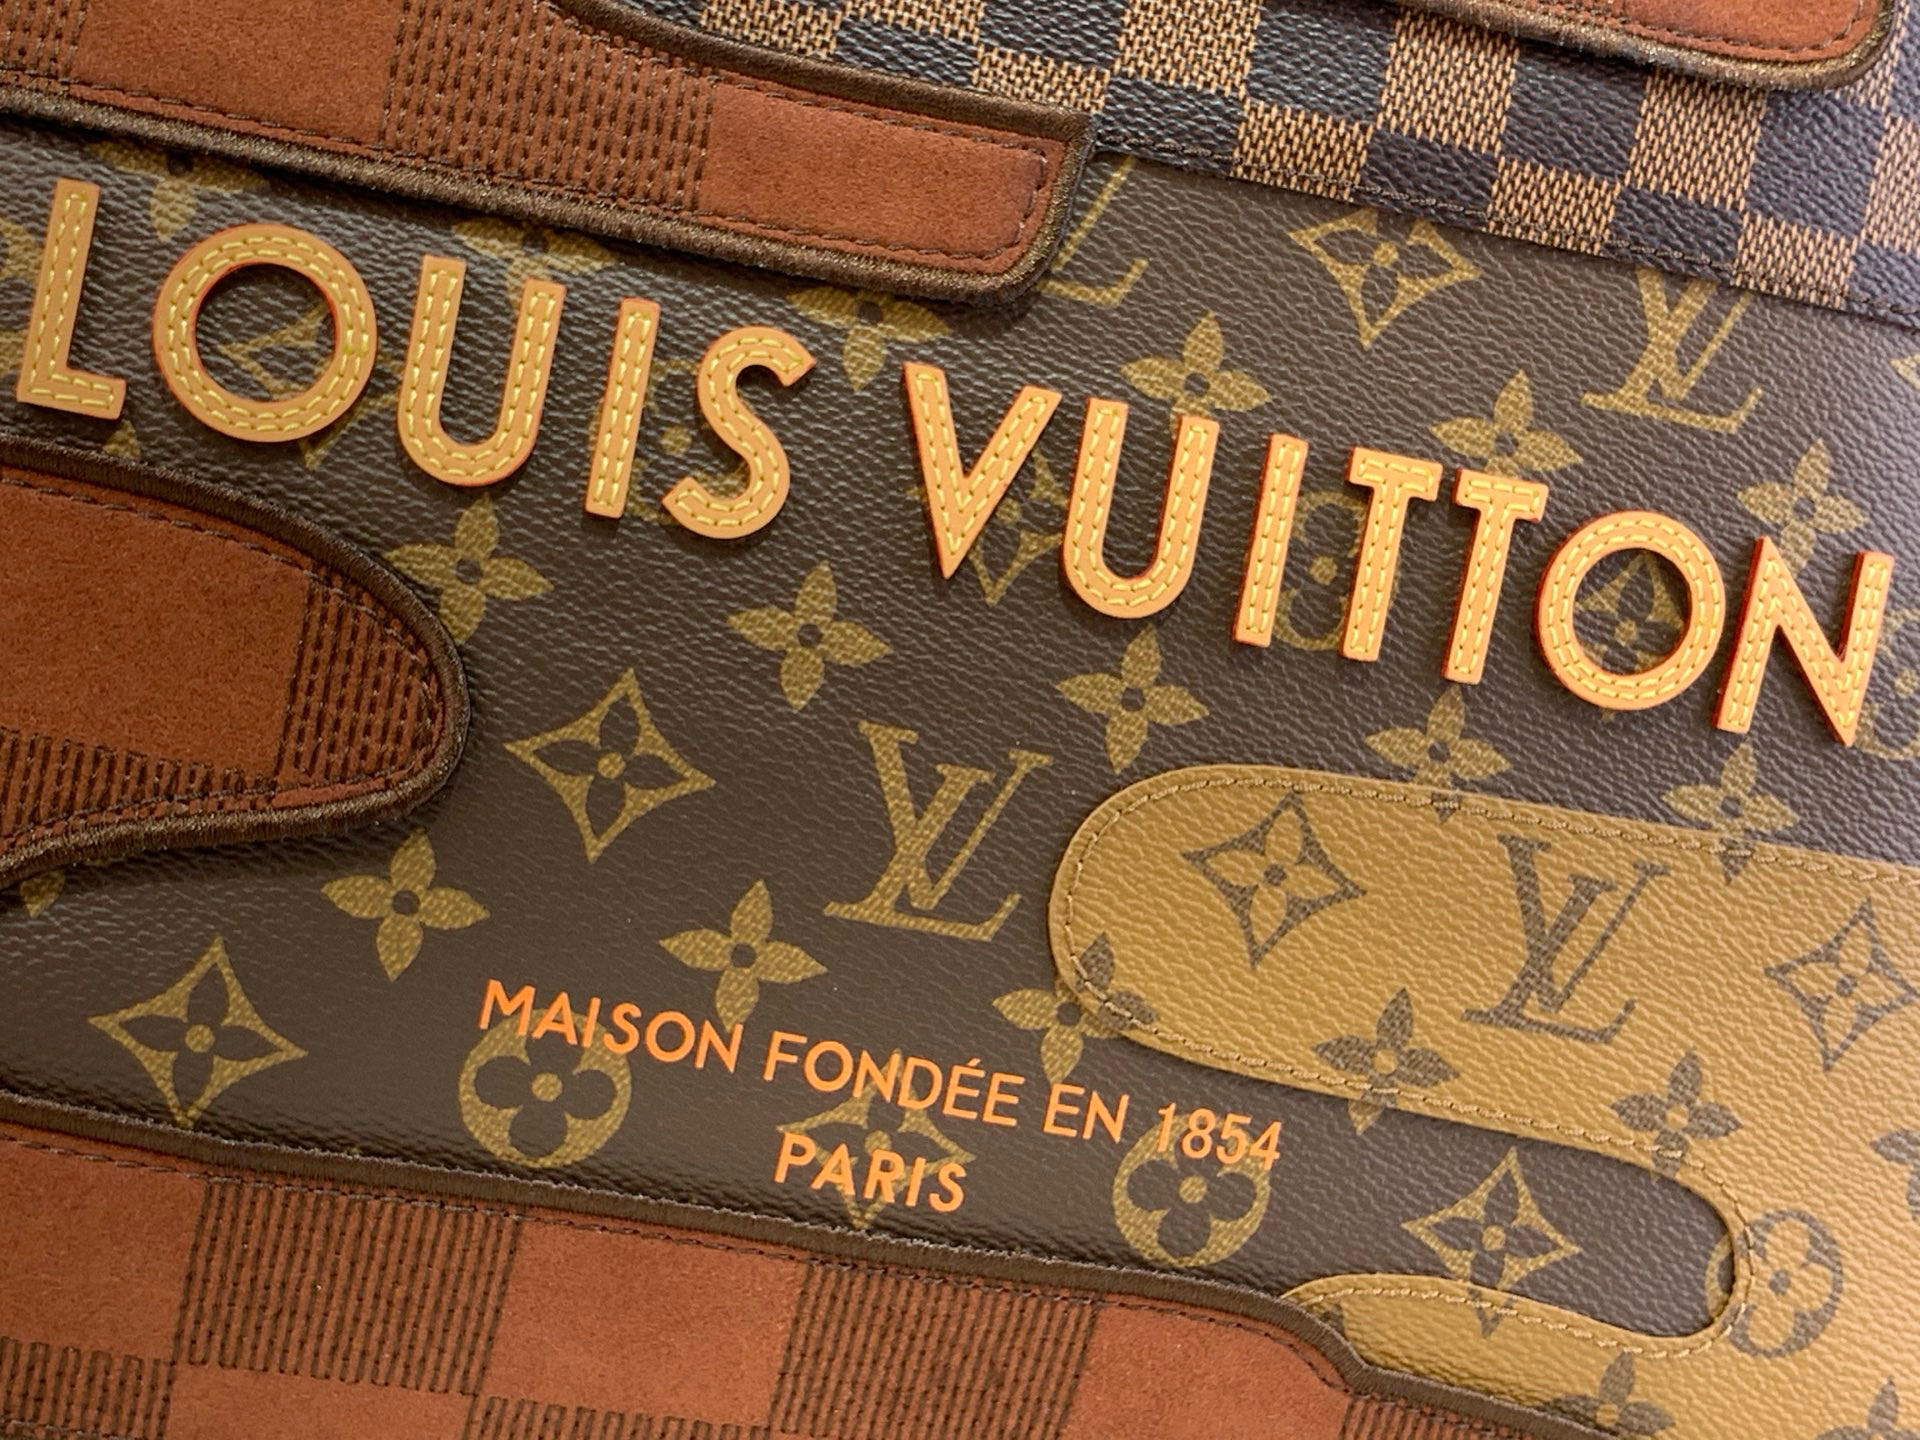 LOUIS VUITTON
MAISON FONDÉE EN 1854
PARIS